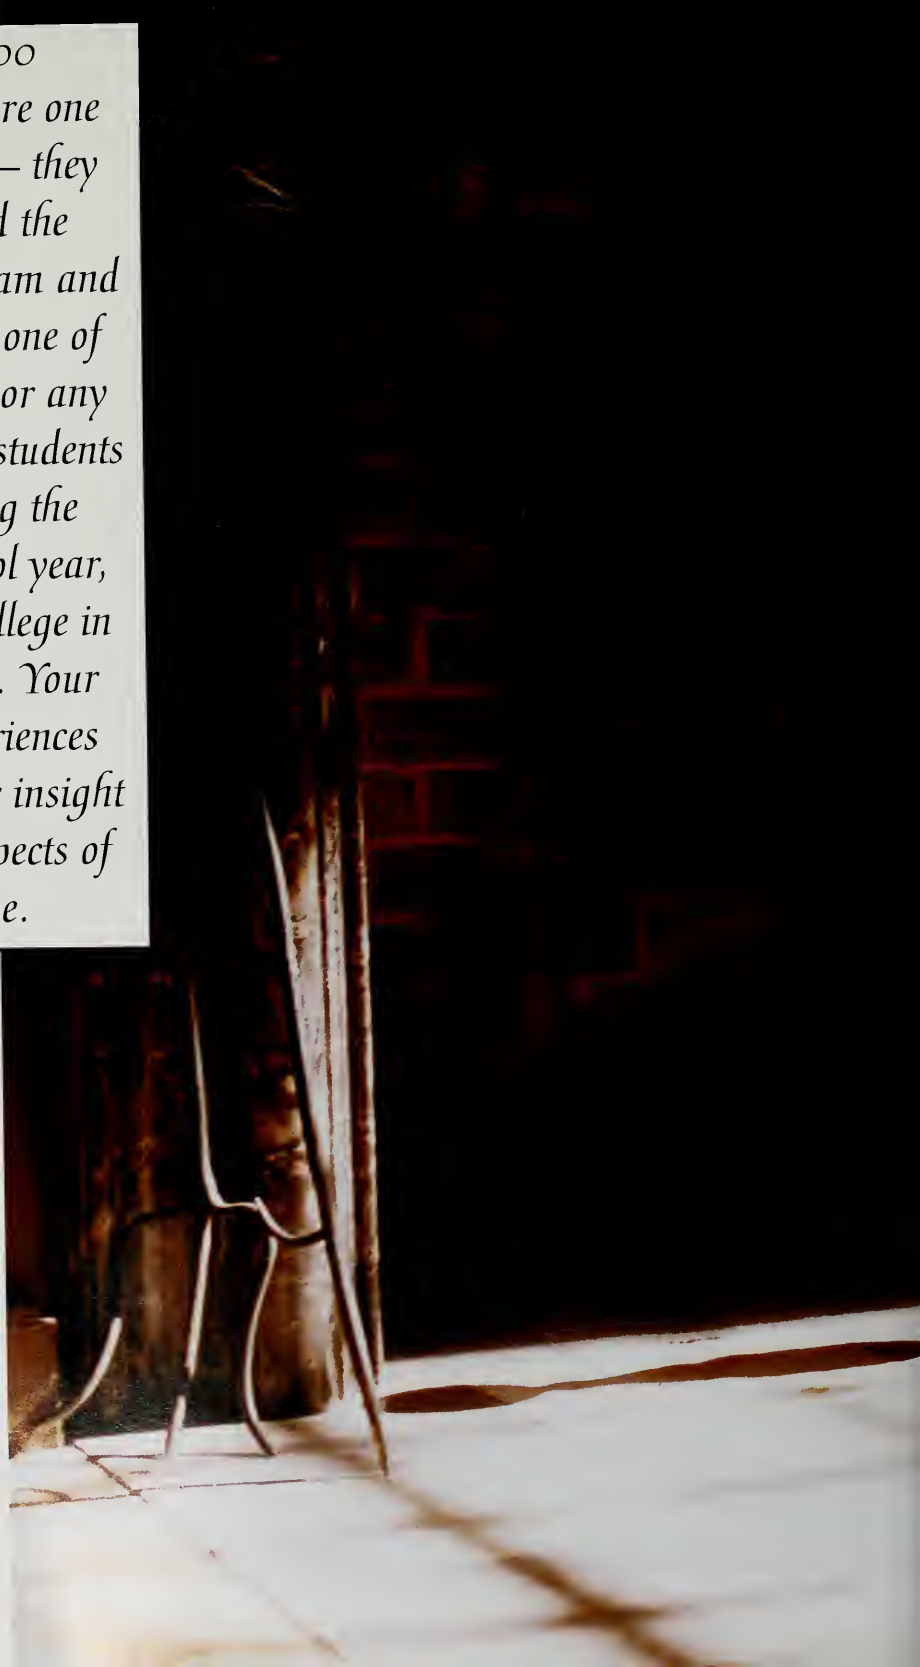 oo
re one
– they
d the
am and
one of
or any
students
g the
ol year,
llege in
. Your
riences
insight
pects of
e.